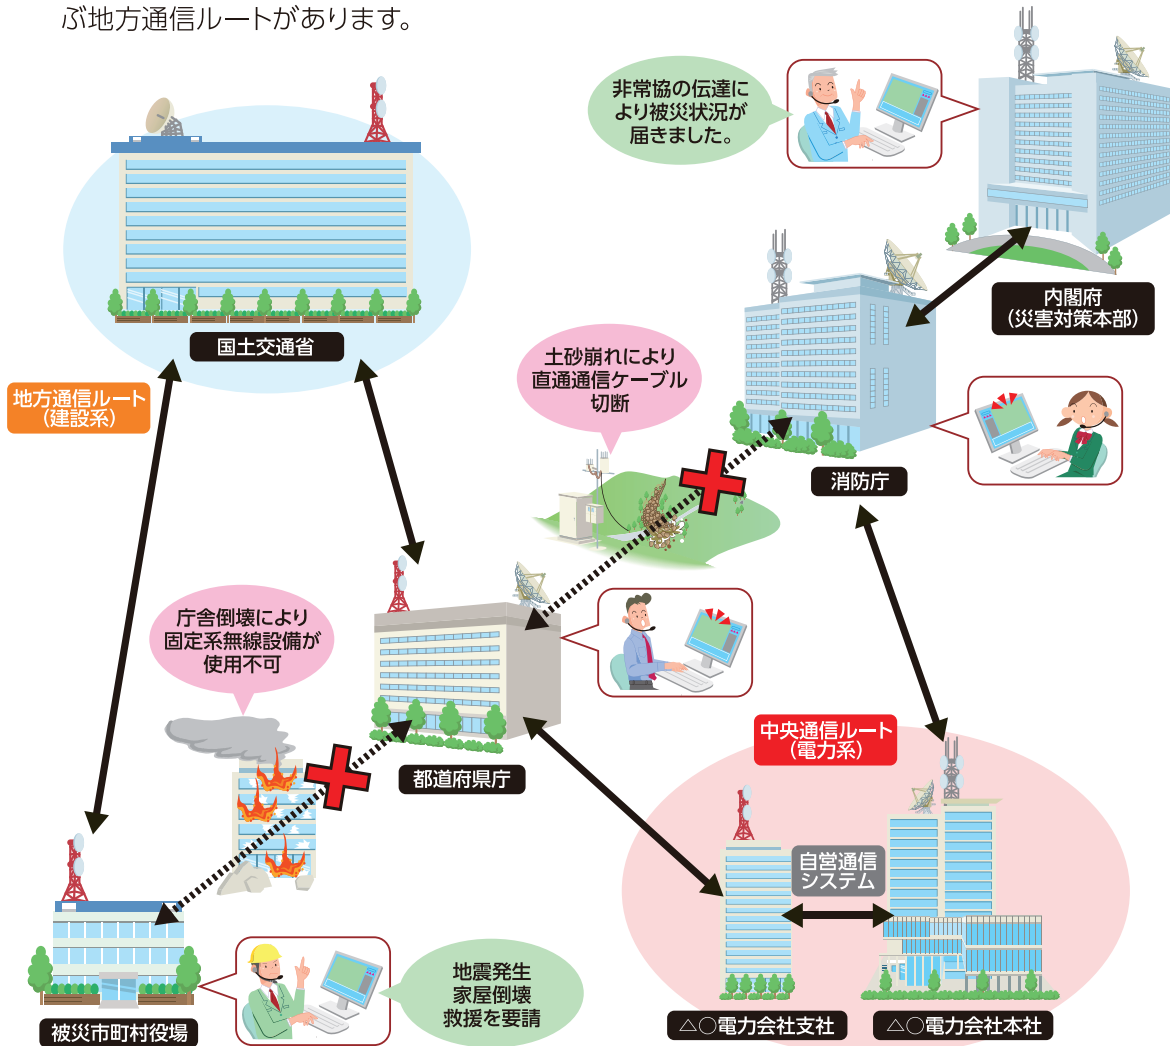 ぶ地方通信ルートがあります。
非常協の伝達に
より被災状況が
届きました。
内閣府
（災害対策本部）
国土交通省
地方通信ルート
（建設系）
土砂崩れにより
直通通信ケーブル
切断
消防庁
庁舎倒壊により
固定系無線設備が
使用不可
都道府県庁
中央通信ルート
（電力系）
自営通信
システム
地震発生
家屋倒壊
救援を要請
被災市町村役場
△○電力会社支社
△○電力会社本社